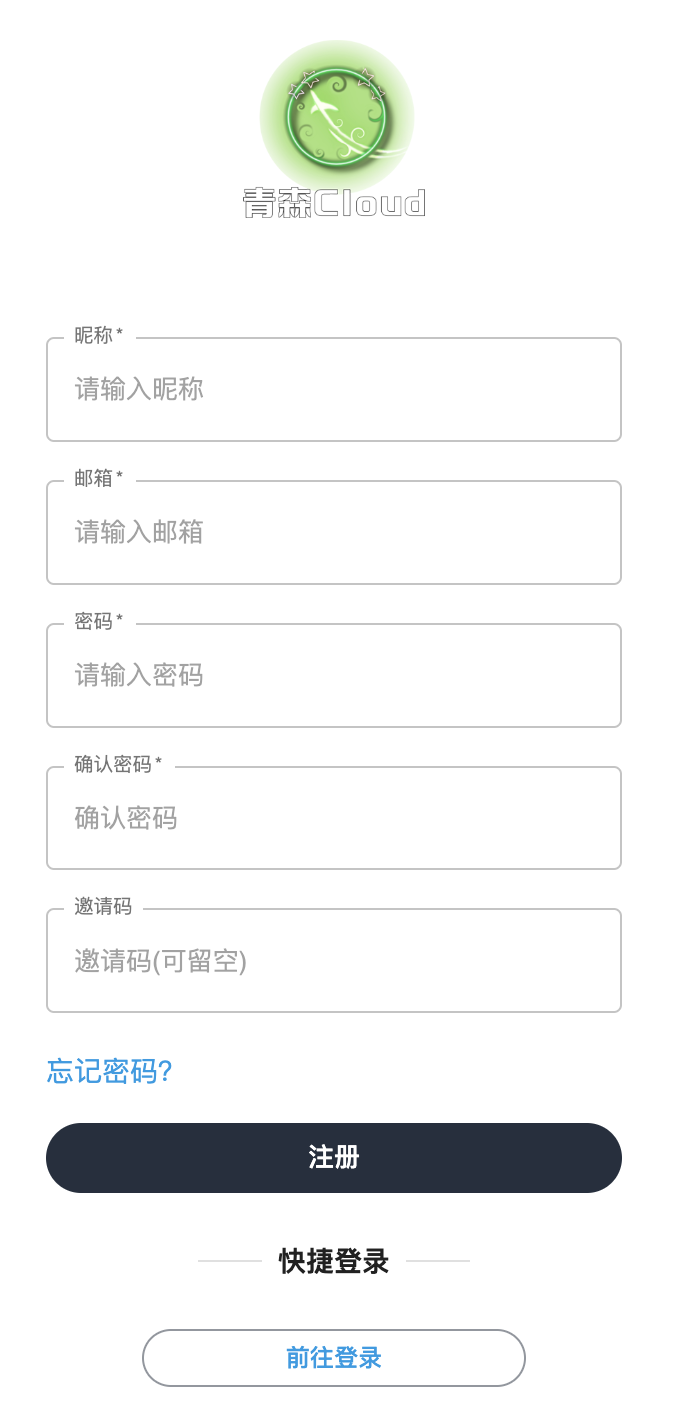 青森Cloud
昵称*
请输入昵称
邮箱*
请输入邮箱
密码*
请输入密码
确认密码*
确认密码
邀请码
邀请码(可留空)
忘记密码?
注册
快捷登录
前往登录